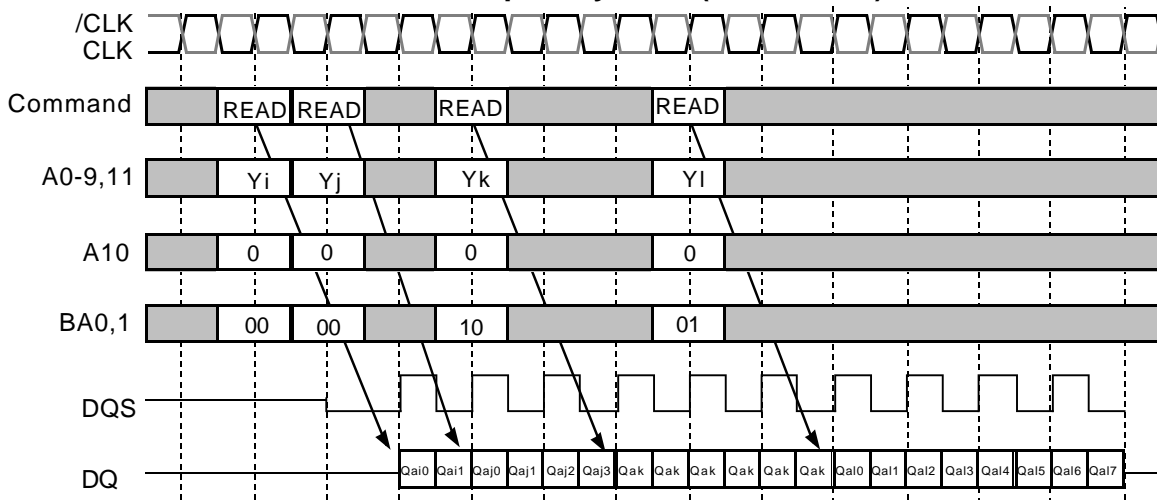 /CLK
CLK
Command READ READ READ READ
A0-9,11 Yi Yj Yk Yl
A10 0 0 0 0
BA0,1 00 00 10 01
DQS
DQ Qai0 Qai1 Qaj0 Qaj1 Qaj2 Qaj3 Qak Qak Qak Qak Qak Qak Qal0 Qal1 Qal2 Qal3 Qal4 Qal5 Qal6 Qal7